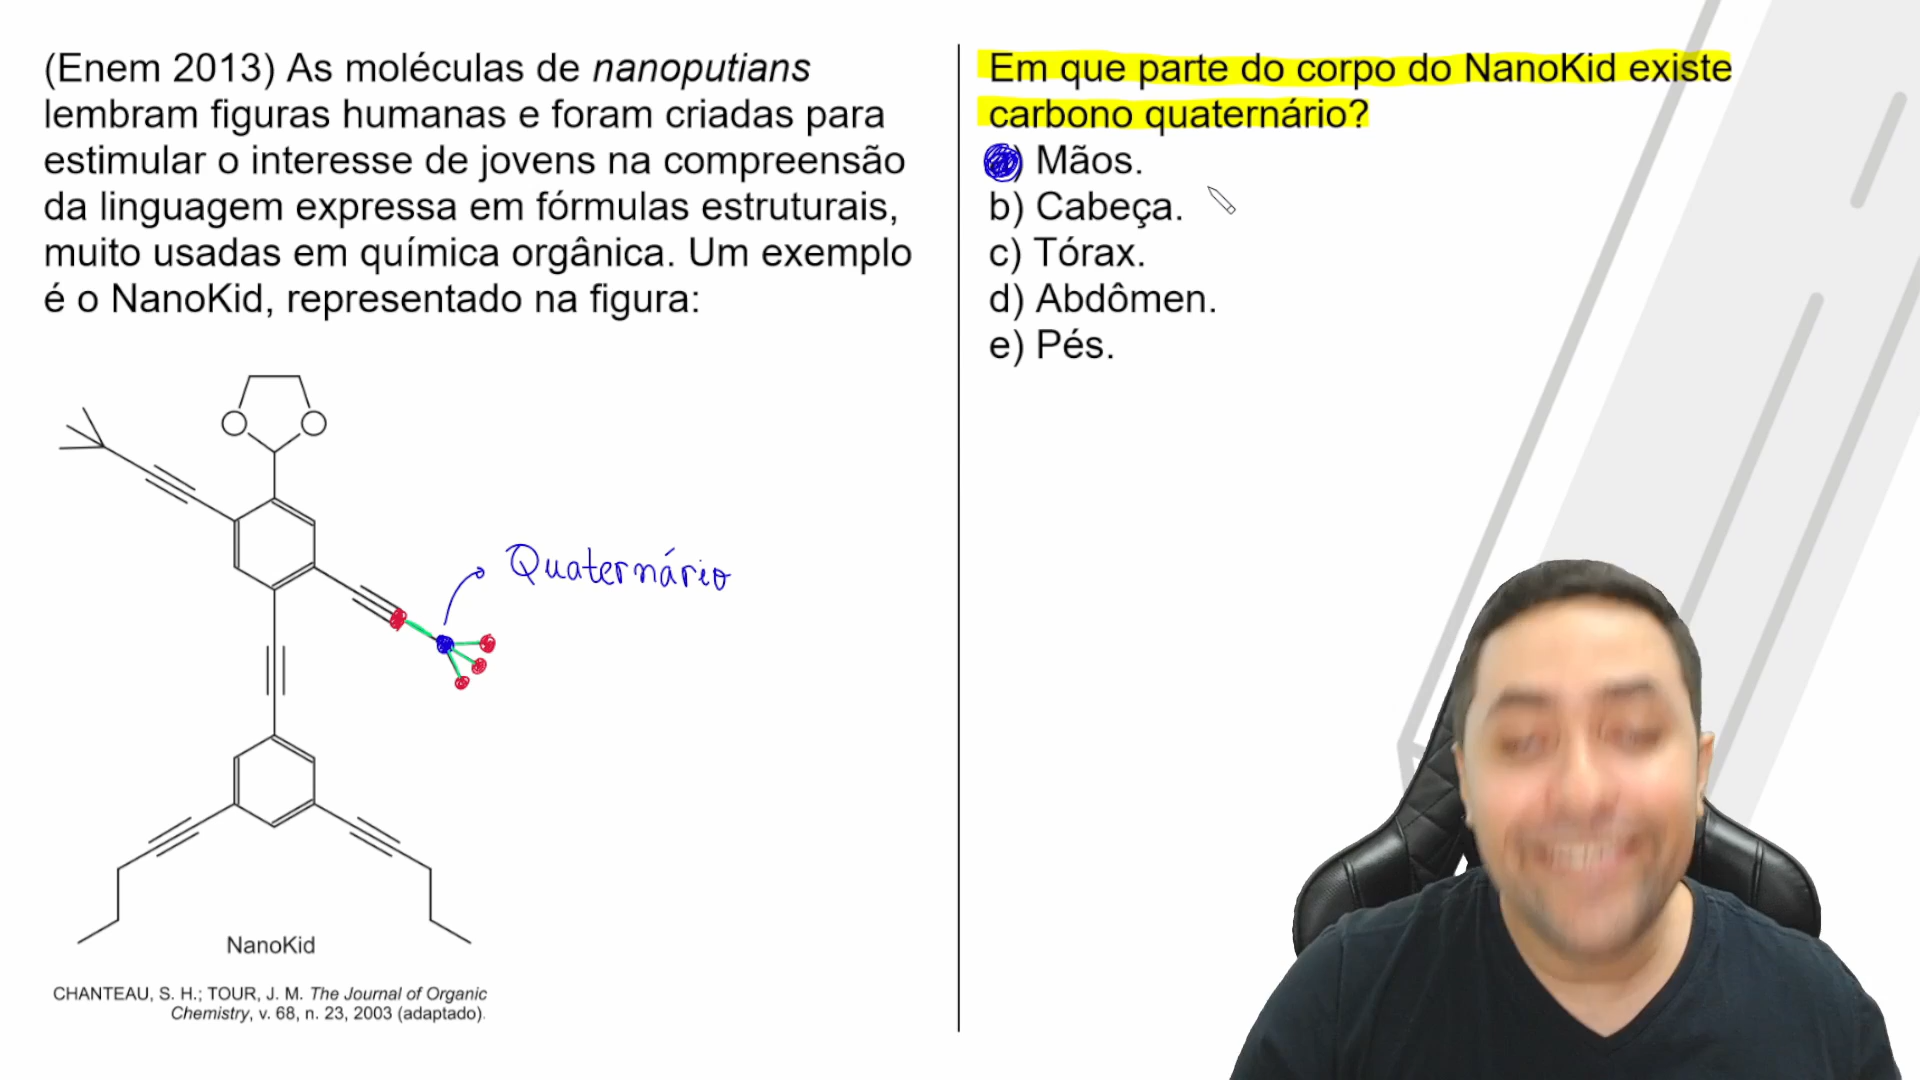 (Enem 2013) As moléculas de nanoputians
lembram figuras humanas e foram criadas para
estimular o interesse de jovens na compreensão
da linguagem expressa em fórmulas estruturais,
muito usadas em química orgânica. Um exemplo
é o NanoKid, representado na figura:
O O
Quaternário
NanoKid
CHANTEAU, S. H.; TOUR, J. M. The Journal of Organic
Chemistry, v. 68, n. 23, 2003 (adaptado).
Em que parte do corpo do NanoKid existe
carbono quaternário?
) Mãos.
b) Cabeça.
c) Tórax.
d) Abdômen.
e) Pés.